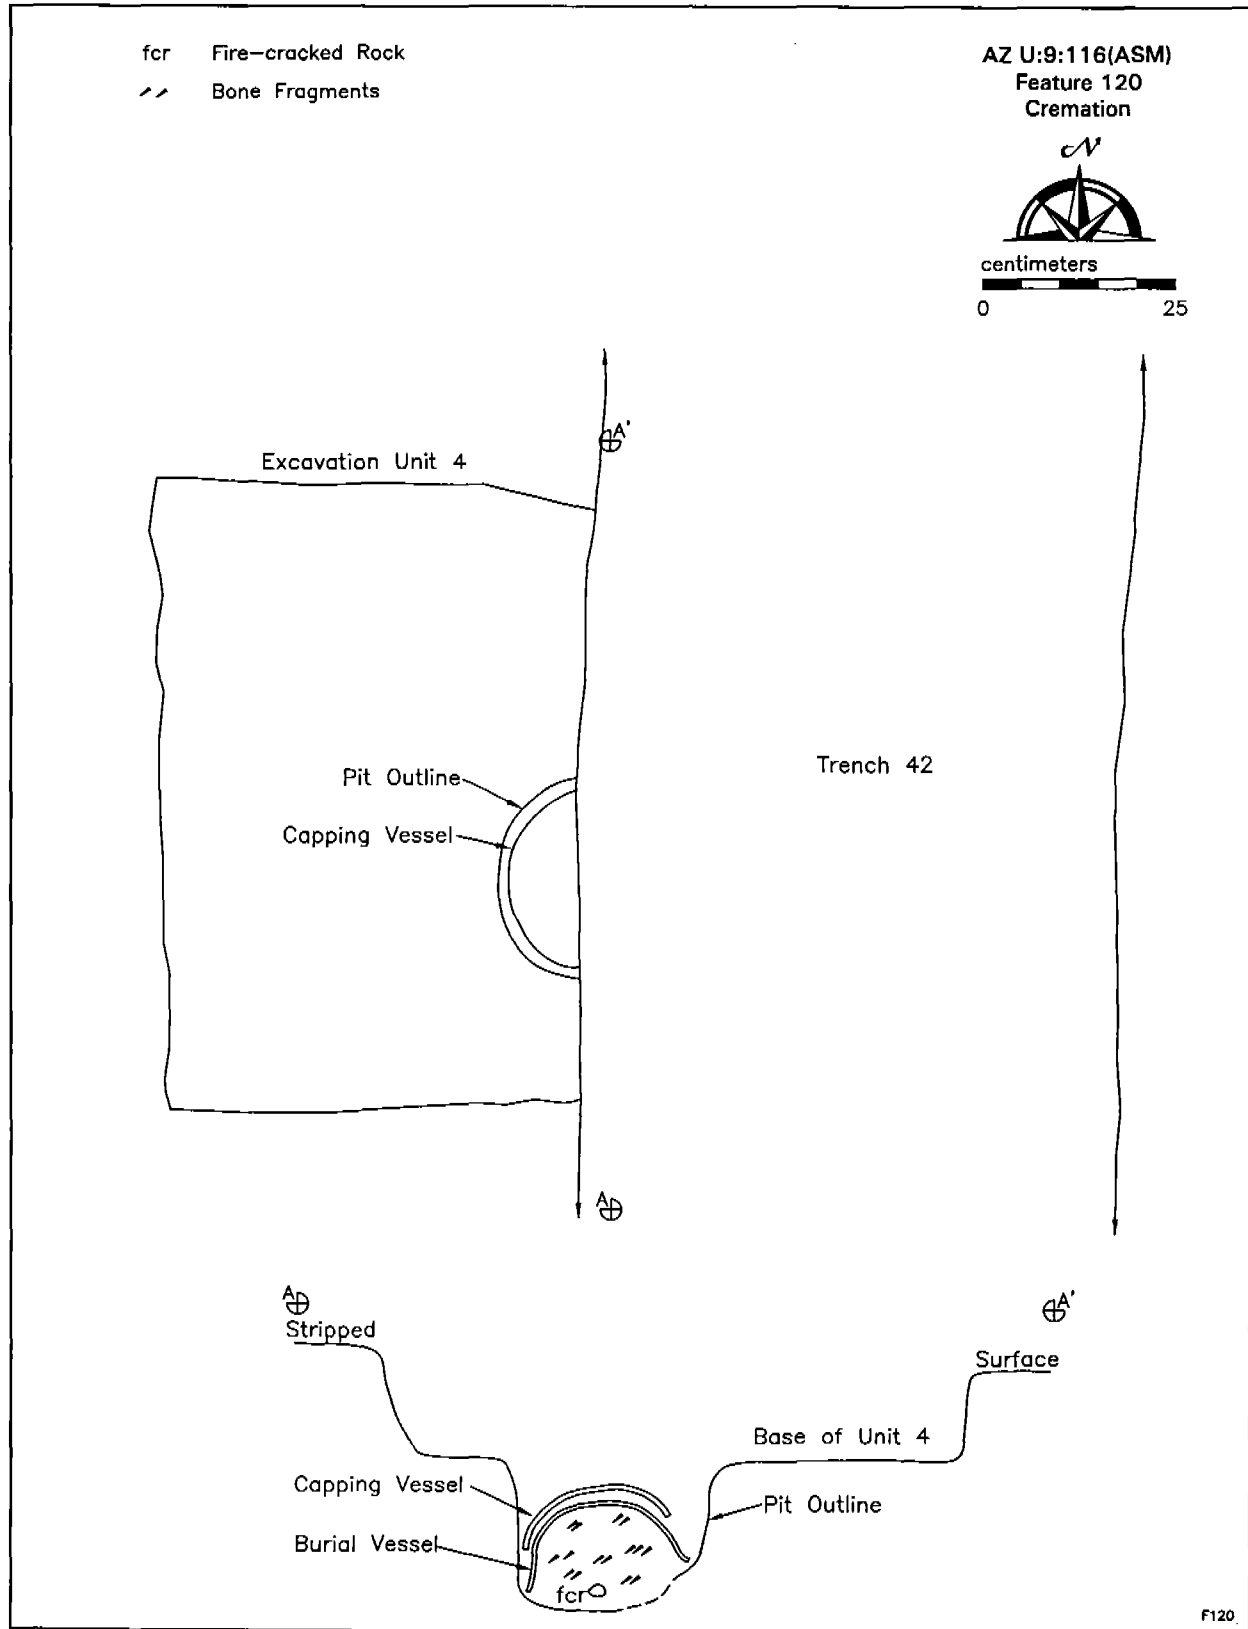 fcr Fire-cracked Rock
Bone Fragments
AZ U:9:116(ASM)
Feature 120
Cremation
N
centimeters
0 25
A'
Excavation Unit 4
Pit Outline
Trench 42
Capping Vessel
A
A
A'
Stripped
Surface
Base of Unit 4
Capping Vessel
Pit Outline
Burial Vessel
fcr
F120